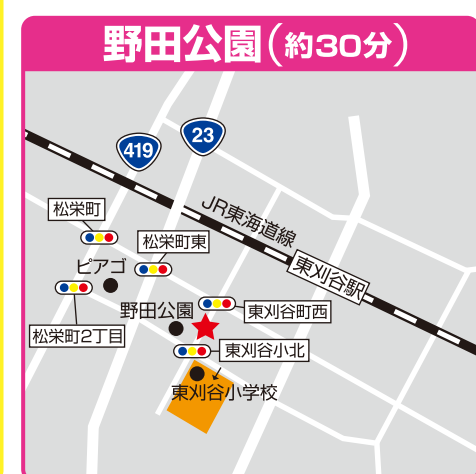 野田公園(約30分)
419
23
JR東海道線
松栄町
松栄町東
ピアゴ
東刈谷駅
野田公園
東刈谷町西
松栄町2丁目
東刈谷小北
東刈谷小学校